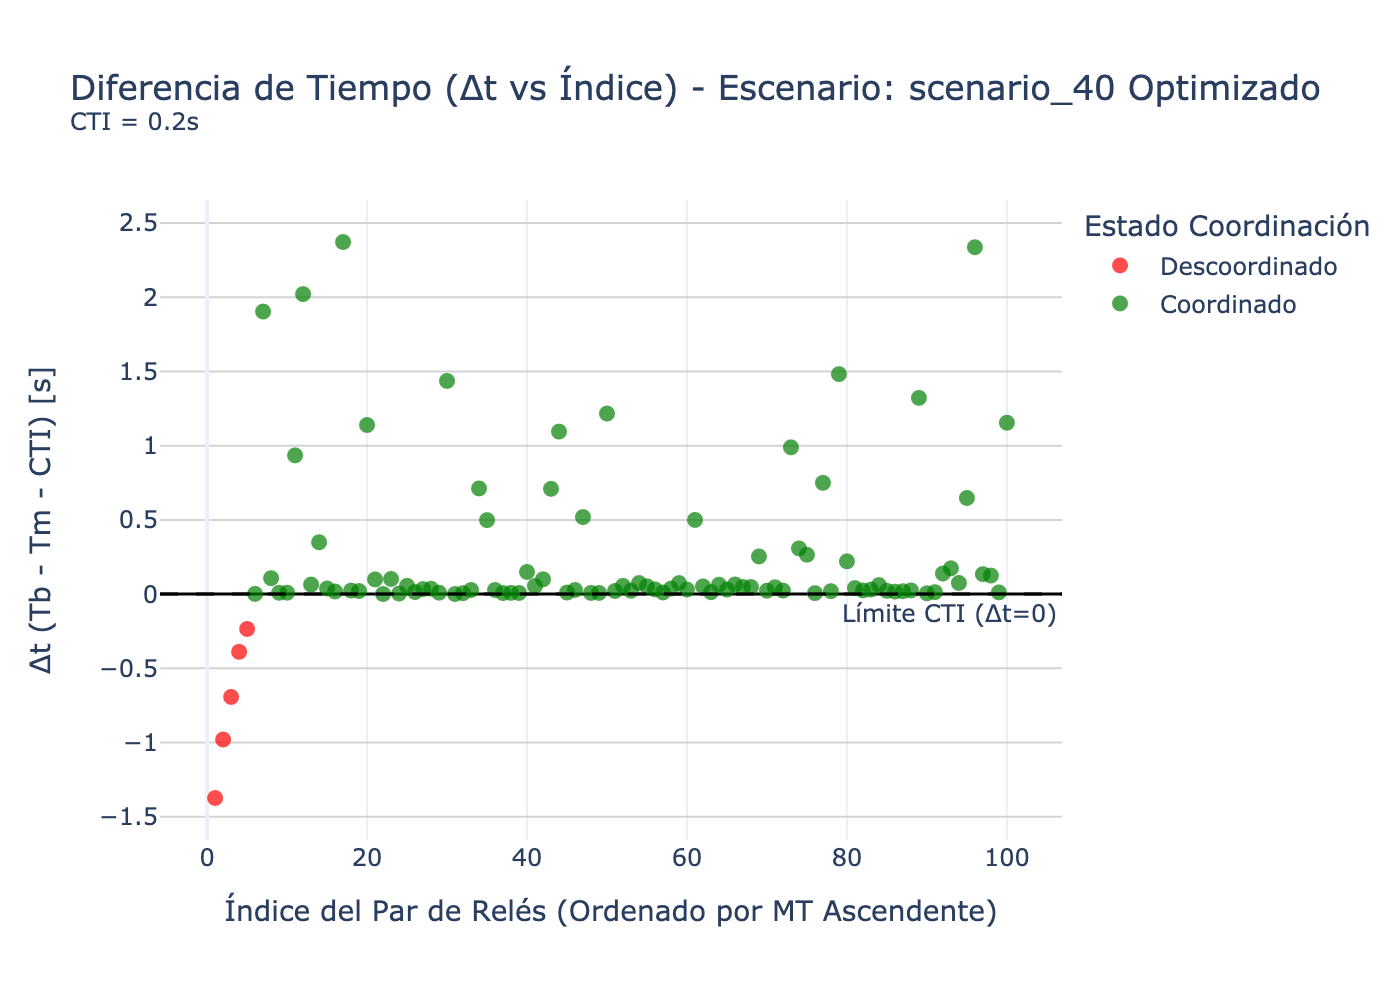 Diferencia de Tiempo (Δt vs Índice) - Escenario: scenario_40 Optimizado
CTI = 0.2s
Estado Coordinación
Descoordinado
Coordinado
Δt (Tb - Tm - CTI) [s]
2.5
2
1.5
1
0.5
0
−0.5
−1
−1.5
Límite CTI (Δt=0)
0 20 40 60 80 100
Índice del Par de Relés (Ordenado por MT Ascendente)